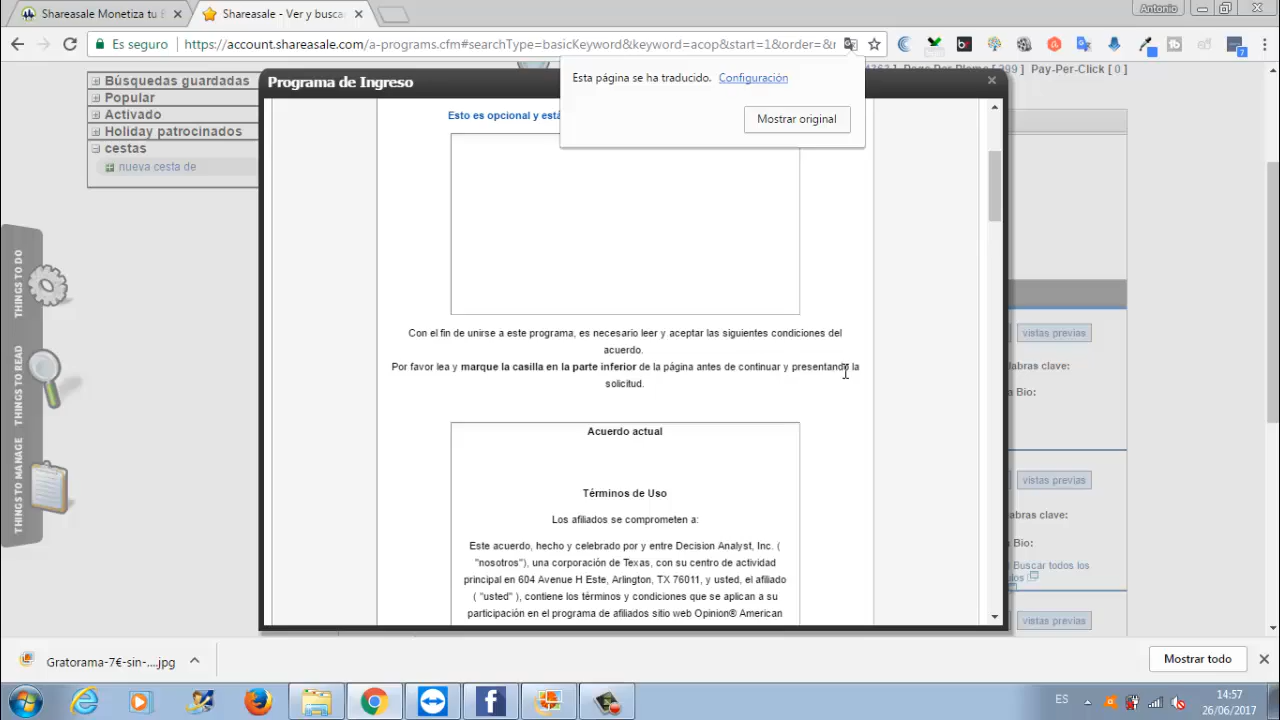 Shareasale Monetiza tu B
Shareasale - Ver y busca
Antonio
Es seguro
https://account.shareasale.com/a-programs.cfm#searchType=basicKeyword&keyword=acop&start=1&order=&r
Búsquedas guardadas
Popular
Activado
Holiday patrocinados
cestas
nueva cesta de
Pay-Per-Click [ 0 ]
Programa de Ingreso
Esta página se ha traducido. Configuración
Mostrar original
Esto es opcional y está
Con el fin de unirse a este programa, es necesario leer y aceptar las siguientes condiciones del
acuerdo.
Por favor lea y marque la casilla en la parte inferior de la página antes de continuar y presentando la
solicitud.
Acuerdo actual
Términos de Uso
Los afiliados se comprometen a:
Este acuerdo, hecho y celebrado por y entre Decision Analyst, Inc. (
"nosotros"), una corporación de Texas, con su centro de actividad
principal en 604 Avenue H Este, Arlington, TX 76011, y usted, el afiliado
( "usted" ), contiene los términos y condiciones que se aplican a su
participación en el programa de afiliados sitio web Opinion® American
THINGS TO DO
THINGS TO READ
THINGS TO MANAGE
vistas previas
labras clave:
a Bio:
vistas previas
abras clave:
a Bio:
Buscar todos los
ulos
vistas previas
Gratorama-7€-sin-....jpg
Mostrar todo
ES
14:57
26/06/2017